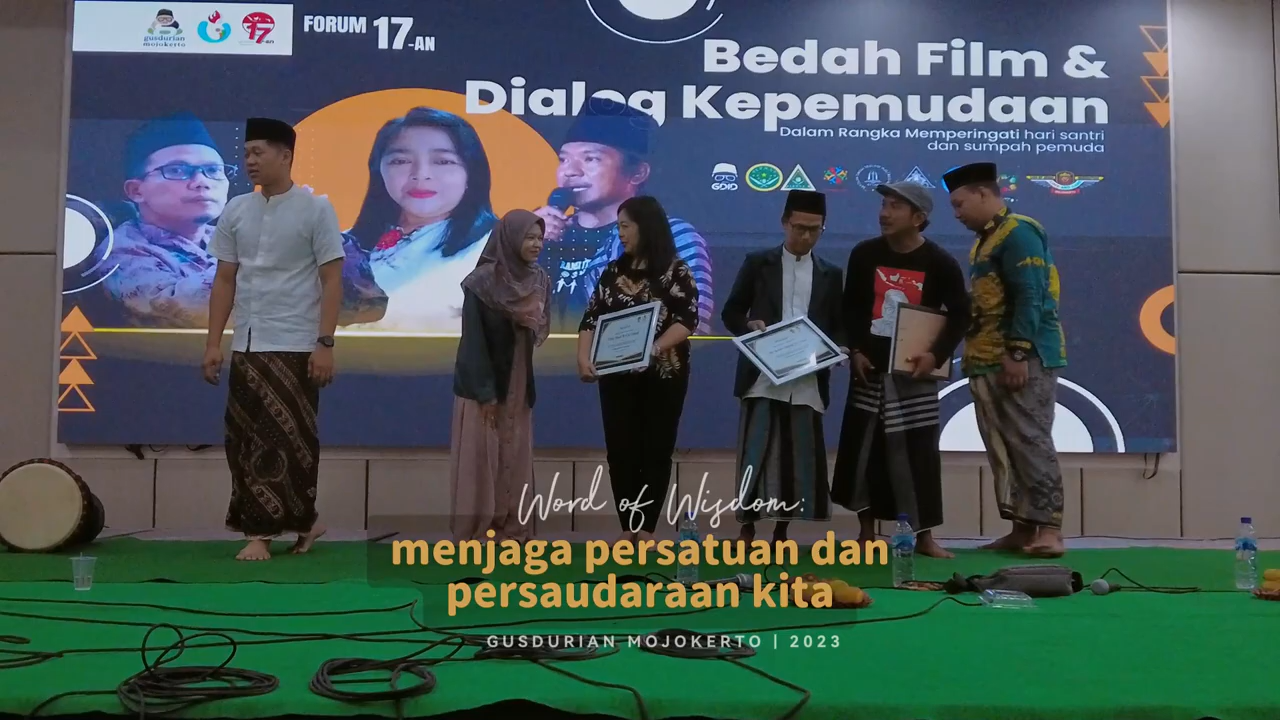 gusdurian
mojokerto
FORUM 17-AN
Bedah Film &
Dialog Kepemudaan
Dalam Rangka Memperingati hari santri
dan sumpah pemuda
Word of Wisdom:
menjaga persatuan dan
persaudaraan kita
GUSDURIAN MOJOKERTO | 2023